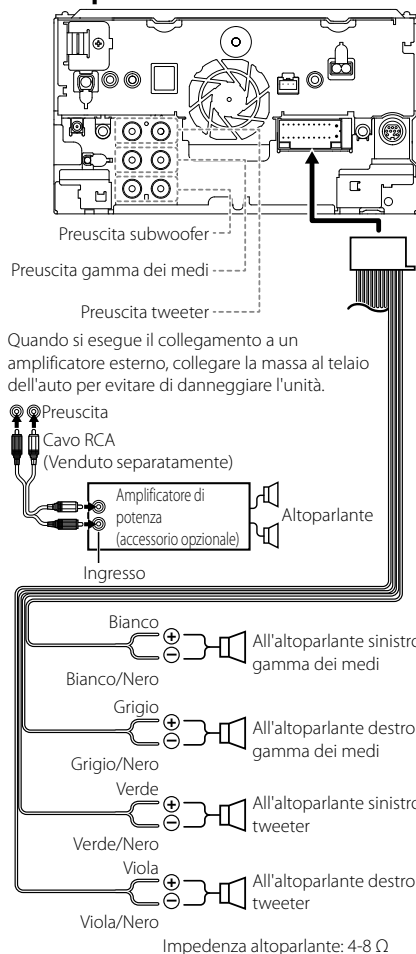 Preuscita subwoofer
Preuscita gamma dei medi
Preuscita tweeter
Quando si esegue il collegamento a un
amplificatore esterno, collegare la massa al telaio
dell'auto per evitare di danneggiare l'unità.
Preuscita
Cavo RCA
(Venduto separatamente)
Amplificatore di
potenza
(accessorio opzionale)
Altoparlante
Ingresso
Bianco
All'altoparlante sinistro
gamma dei medi
Bianco/Nero
Grigio
All'altoparlante destro
gamma dei medi
Grigio/Nero
Verde
All'altoparlante sinistro
tweeter
Verde/Nero
Viola
All'altoparlante destro
tweeter
Viola/Nero
Impedenza altoparlante: 4-8 Ω